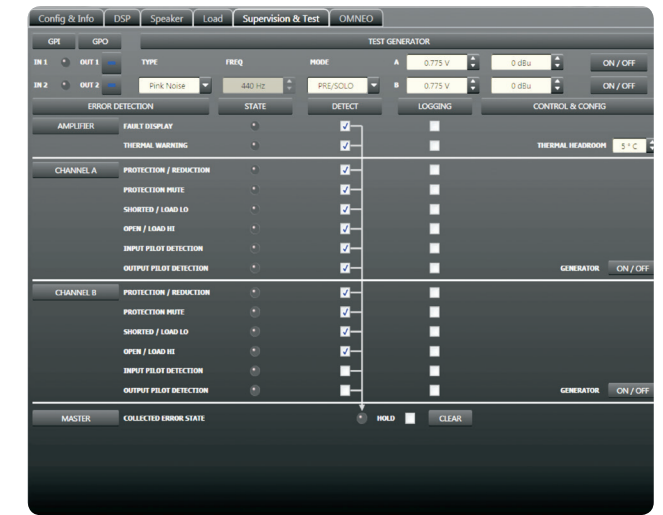 Config & Info DSP Speaker Load Supervision & Test OMNEO
GPI GPO TEST GENERATOR
IN 1 OUT 1 TYPE FREQ MODE A 0.775 V 0 dBu ON / OFF
IN 2 OUT 2 Pink Noise 440 Hz PRE/SOLO B 0.775 V 0 dBu ON / OFF
ERROR DETECTION STATE DETECT LOGGING CONTROL & CONFIG
AMPLIFIER FAULT DISPLAY
THERMAL WARNING THERMAL HEADROOM 5 ° C
CHANNEL A PROTECTION / REDUCTION
PROTECTION MUTE
SHORTED / LOAD LO
OPEN / LOAD HI
INPUT PILOT DETECTION
OUTPUT PILOT DETECTION GENERATOR ON / OFF
CHANNEL B PROTECTION / REDUCTION
PROTECTION MUTE
SHORTED / LOAD LO
OPEN / LOAD HI
INPUT PILOT DETECTION
OUTPUT PILOT DETECTION GENERATOR ON / OFF
MASTER COLLECTED ERROR STATE HOLD CLEAR